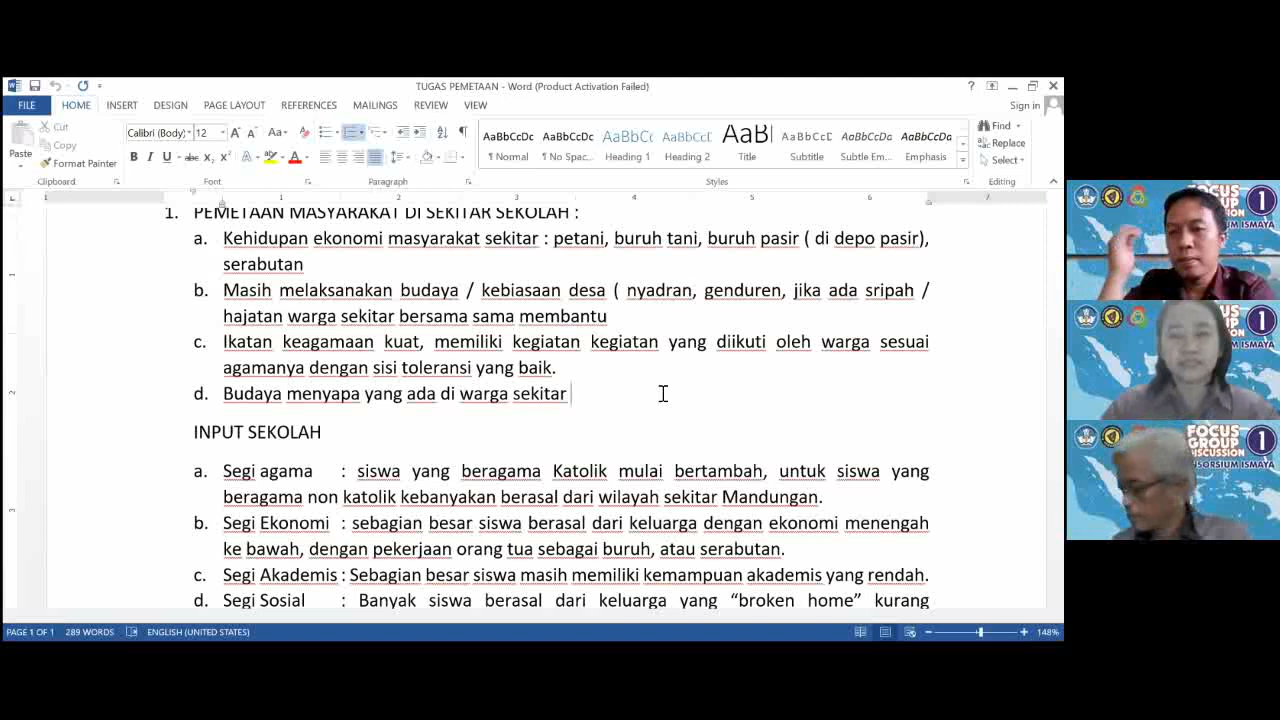 TUGAS PEMETAAN - Word (Product Activation Failed)
FILE HOME INSERT DESIGN PAGE LAYOUT REFERENCES MAILINGS REVIEW VIEW
Sign in
Paste
Cut
Copy
Format Painter
Calibri (Body) 12
AaBbCcDc AaBbCcDc AaBbCc AaBbCcD AaB AaBbCcD AaBbCcDa AaBbCcDa
¶ Normal ¶ No Spac... Heading 1 Heading 2 Title Subtitle Subtle Em... Emphasis
Find
Replace
Select
Clipboard Font Paragraph Styles Editing
1. PEMETAAN MASYARAKAT DI SEKITAR SEKOLAH :
a. Kehidupan ekonomi masyarakat sekitar : petani, buruh tani, buruh pasir ( di depo pasir),
serabutan
b. Masih melaksanakan budaya / kebiasaan desa ( nyadran, genduren, jika ada sripah /
hajatan warga sekitar bersama sama membantu
c. Ikatan keagamaan kuat, memiliki kegiatan kegiatan yang diikuti oleh warga sesuai
agamanya dengan sisi toleransi yang baik.
d. Budaya menyapa yang ada di warga sekitar
INPUT SEKOLAH
a. Segi agama : siswa yang beragama Katolik mulai bertambah, untuk siswa yang
beragama non katolik kebanyakan berasal dari wilayah sekitar Mandungan.
b. Segi Ekonomi : sebagian besar siswa berasal dari keluarga dengan ekonomi menengah
ke bawah, dengan pekerjaan orang tua sebagai buruh, atau serabutan.
c. Segi Akademis : Sebagian besar siswa masih memiliki kemampuan akademis yang rendah.
d. Segi Sosial : Banyak siswa berasal dari keluarga yang “broken home” kurang
PAGE 1 OF 1 289 WORDS ENGLISH (UNITED STATES) 148%
FOCUS
GROUP
1
FOCUS
GROUP
DISCUSSION
1